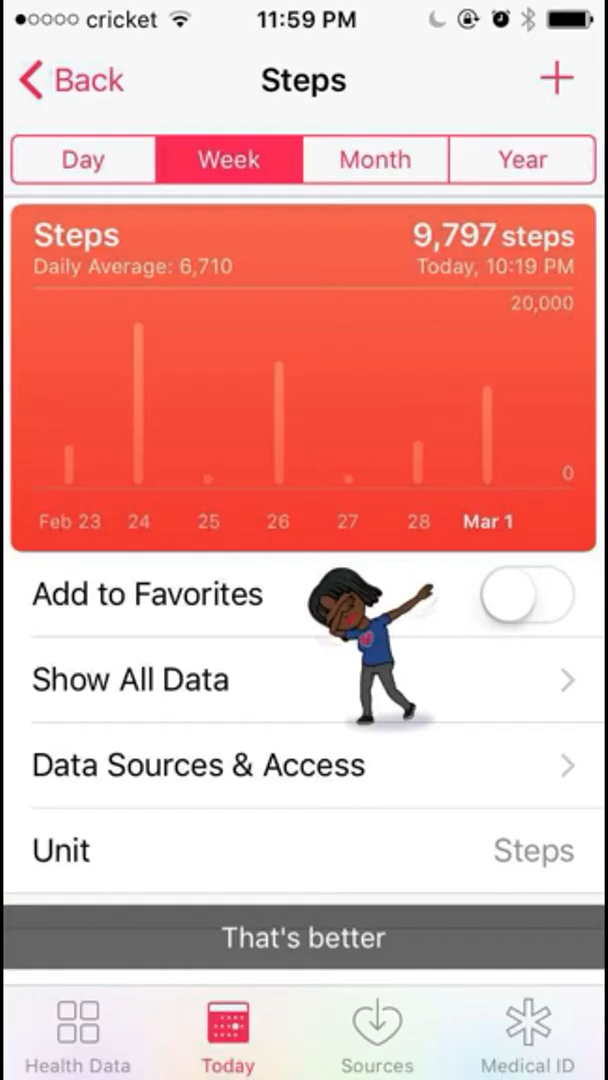 cricket 11:59 PM
Back Steps +
Day Week Month Year
Steps 9,797 steps
Daily Average: 6,710 Today, 10:19 PM
20,000
0
Feb 23 24 25 26 27 28 Mar 1
Add to Favorites
Show All Data
Data Sources & Access
Unit Steps
That's better
Health Data Today Sources Medical ID